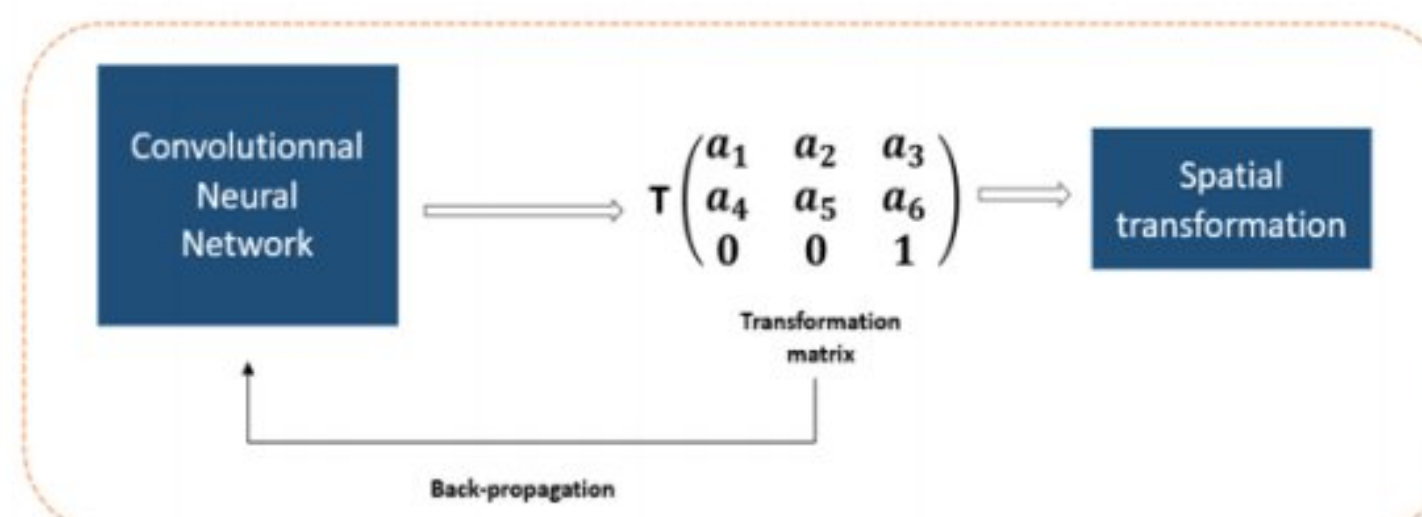 Convolutionnal
Neural
Network
T
a₁ a₂ a₃
a₄ a₅ a₆
0 0 1
Spatial
transformation
Transformation
matrix
Back-propagation